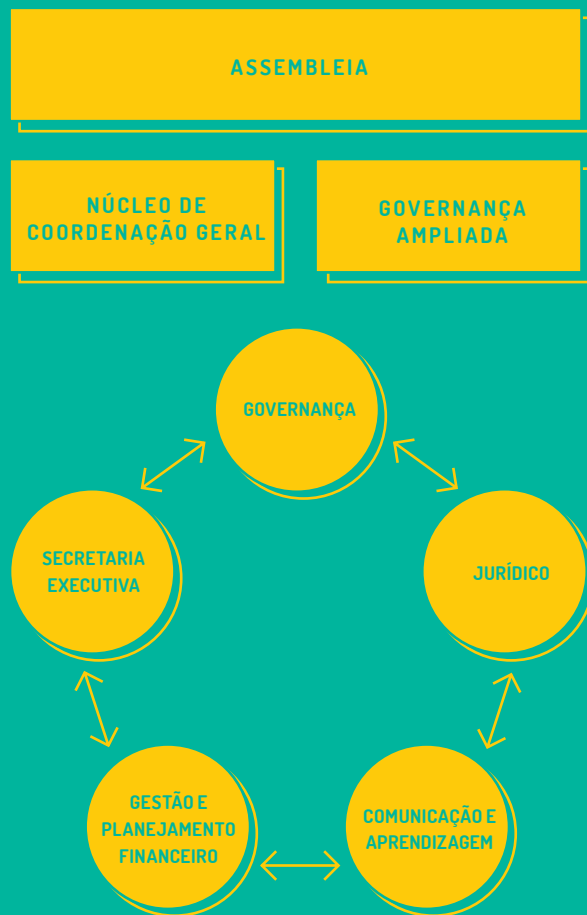 ASSEMBLEIA
NÚCLEO DE
COORDENAÇÃO GERAL
GOVERNANÇA
AMPLIADA
GOVERNANÇA
SECRETARIA
EXECUTIVA
JURÍDICO
GESTÃO E
PLANEJAMENTO
FINANCEIRO
COMUNICAÇÃO E
APRENDIZAGEM